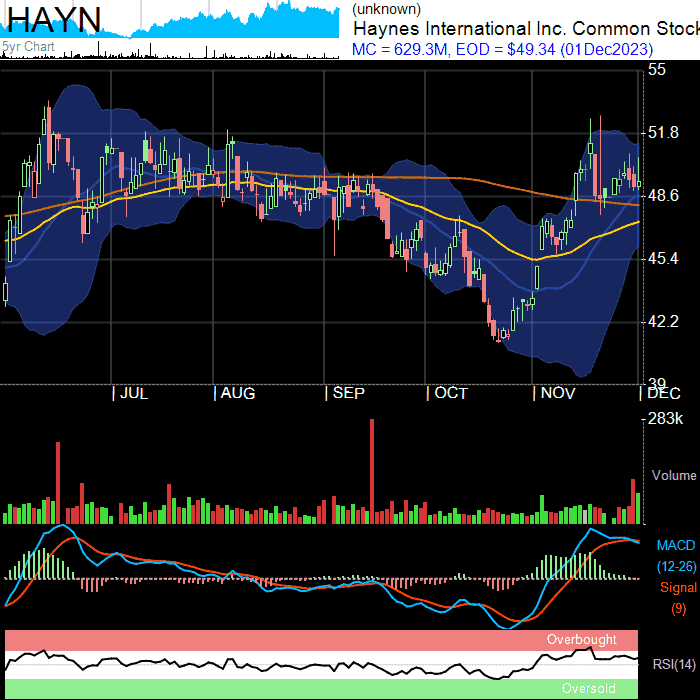 HAYN
5yr Chart
(unknown)
Haynes International Inc. Common Stock
MC = 629.3M, EOD = $49.34 (01Dec2023)
55
51.8
48.6
45.4
42.2
39
JUL AUG SEP OCT NOV DEC
283k
Volume
MACD
(12-26)
Signal
(9)
Overbought
RSI(14)
Oversold